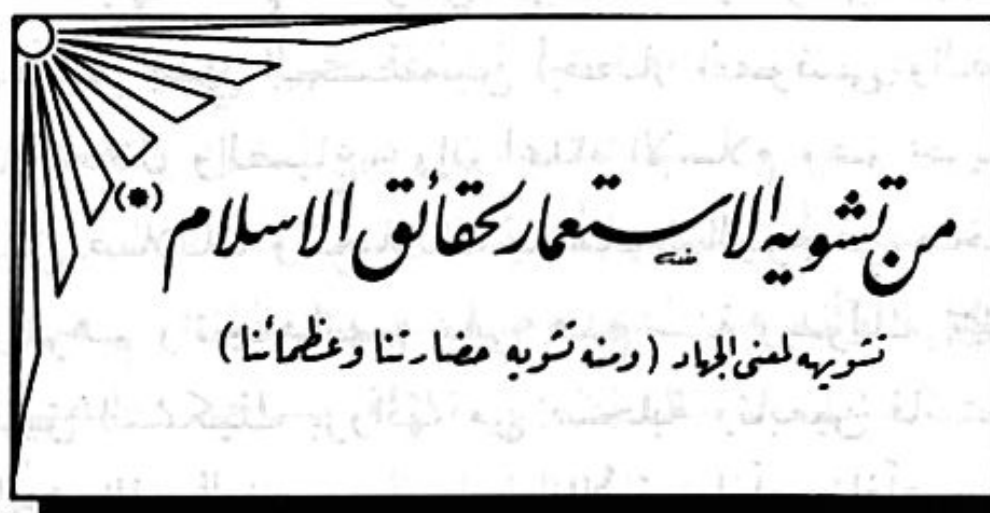 من تشويه الاستعمار لحقائق الاسلام (*)
تشويهه لمعنى الجهاد (ومنه تشويه حضارتنا وعظمائنا)